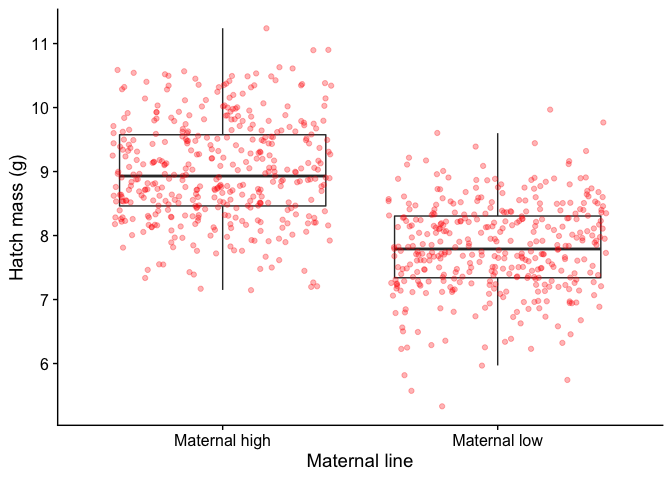 Hatch mass (g)
11
10
9
8
7
6
Maternal high
Maternal low
Maternal line